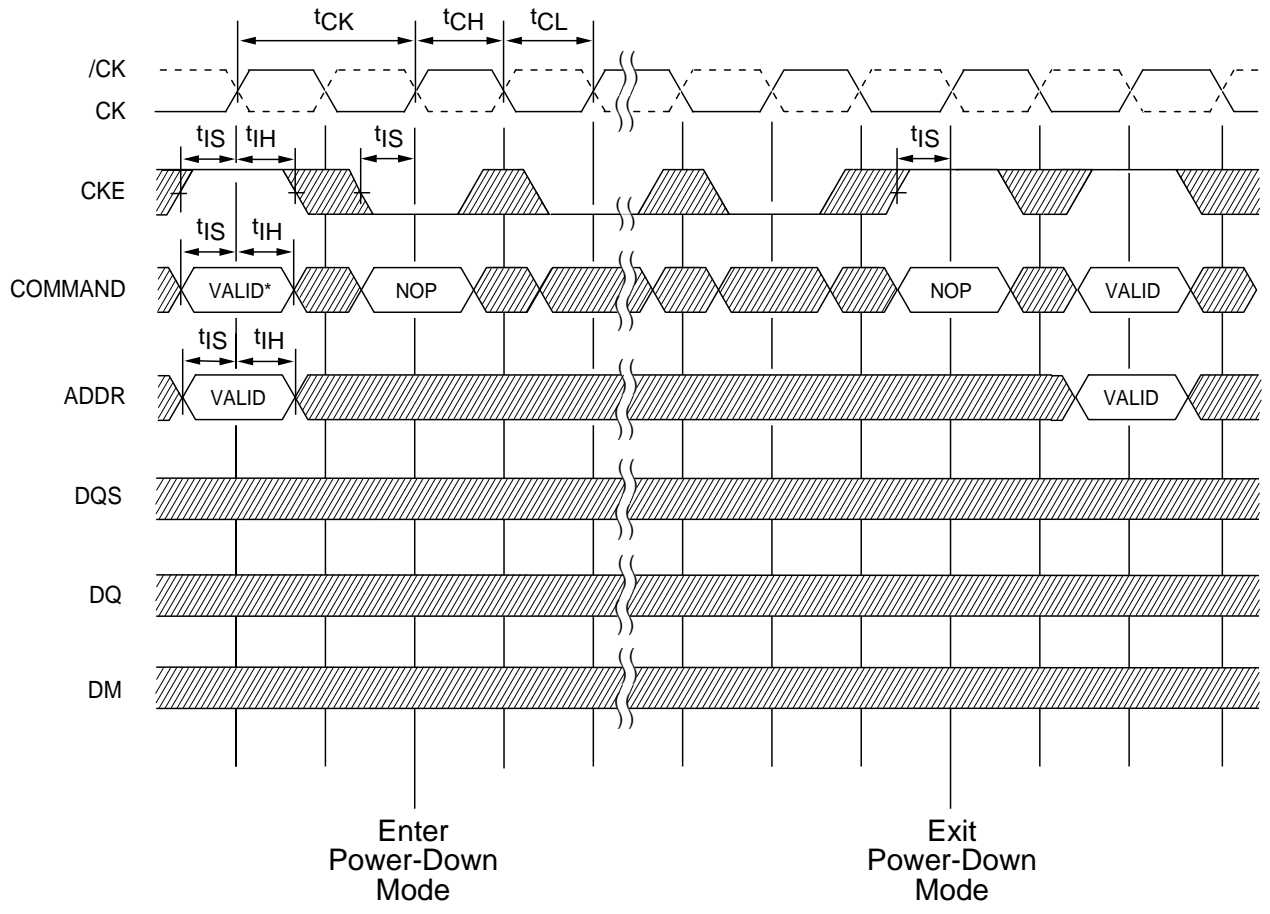 tCK tCH tCL
/CK
CK
tIS tIH tIS tIS
CKE
tIS tIH
COMMAND VALID* NOP NOP VALID
tIS tIH
ADDR VALID VALID
DQS
DQ
DM
Enter
Power-Down
Mode
Exit
Power-Down
Mode